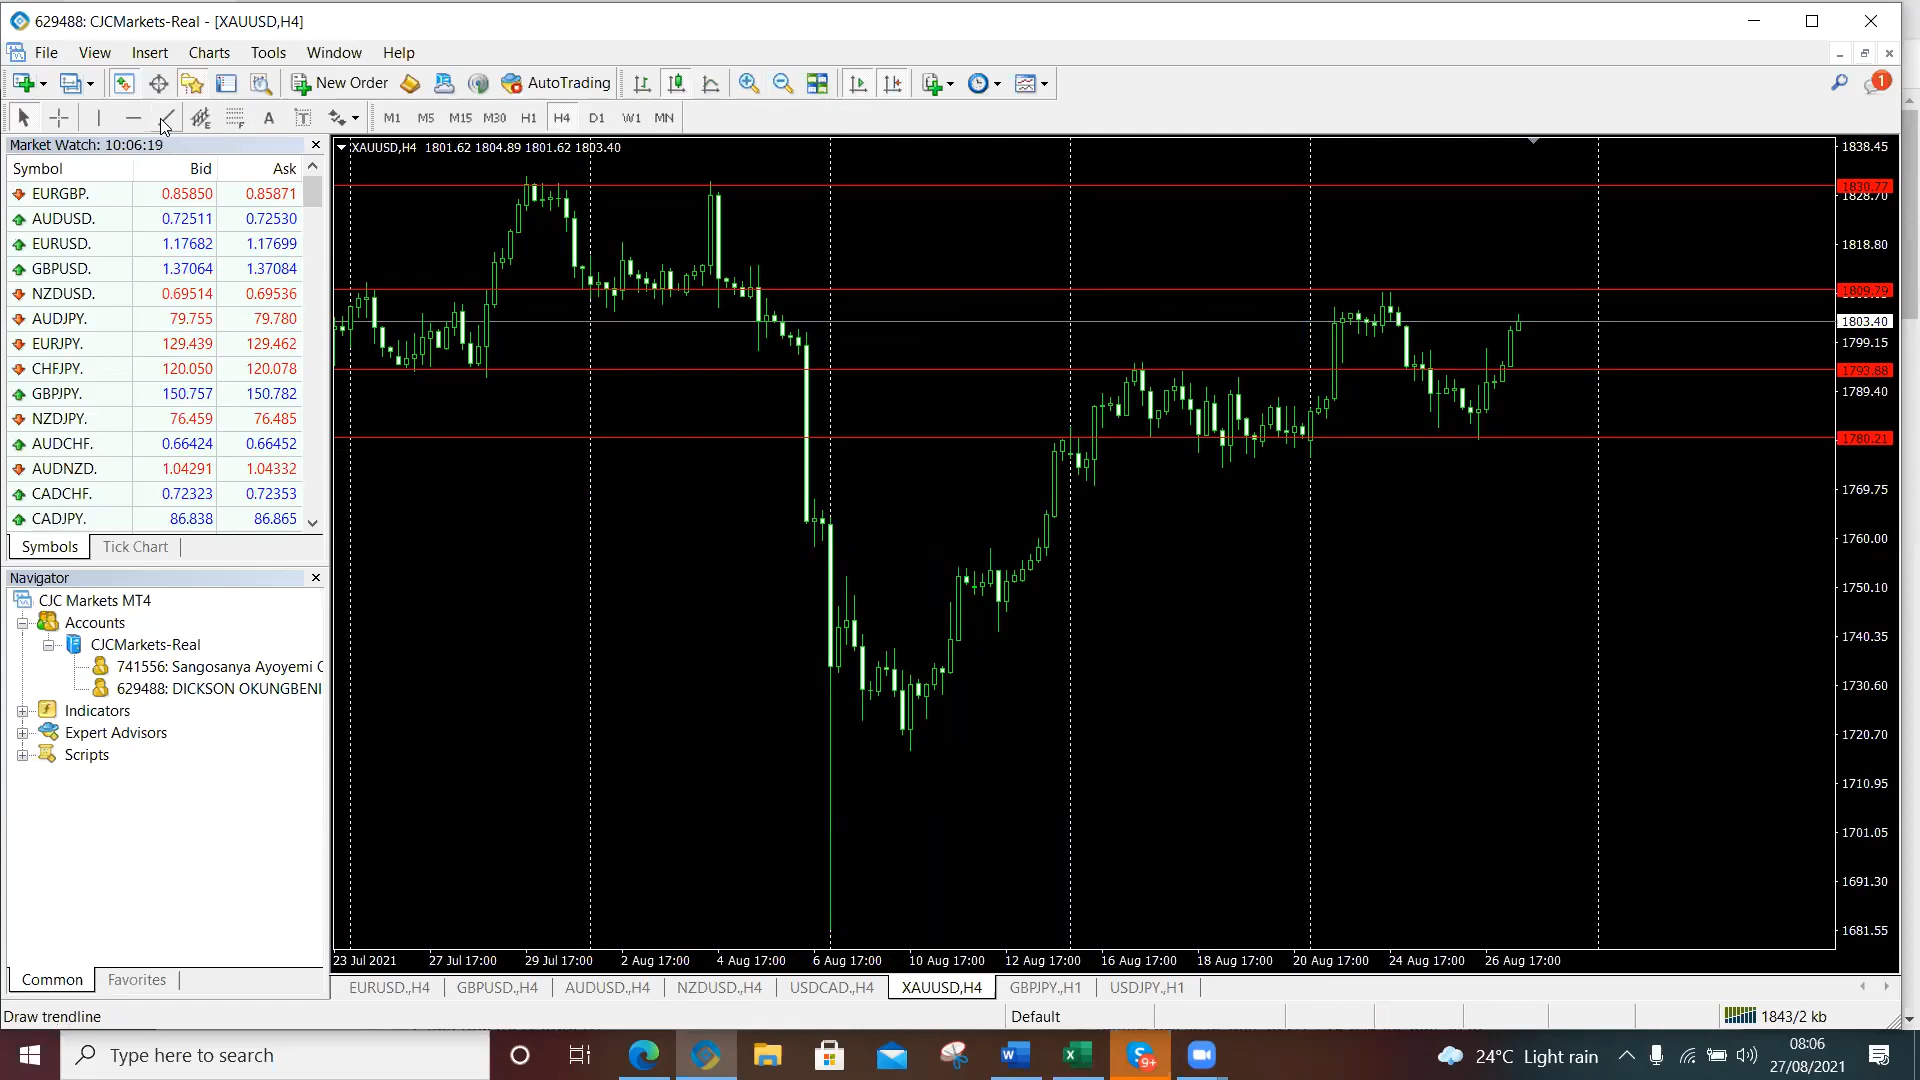 629488: CJCMarkets-Real - [XAUUSD,H4]
File View Insert Charts Tools Window Help
New Order AutoTrading 1
A T M1 M5 M15 M30 H1 H4 D1 W1 MN
Market Watch: 10:06:19
Symbol Bid Ask
EURGBP. 0.85850 0.85871
AUDUSD. 0.72511 0.72530
EURUSD. 1.17682 1.17699
GBPUSD. 1.37064 1.37084
NZDUSD. 0.69514 0.69536
AUDJPY. 79.755 79.780
EURJPY. 129.439 129.462
CHFJPY. 120.050 120.078
GBPJPY. 150.757 150.782
NZDJPY. 76.459 76.485
AUDCHF. 0.66424 0.66452
AUDNZD. 1.04291 1.04332
CADCHF. 0.72323 0.72353
CADJPY. 86.838 86.865
Symbols Tick Chart
Navigator
CJC Markets MT4
Accounts
CJCMarkets-Real
741556: Sangosanya Ayoyemi
629488: DICKSON OKUNGBENI
Indicators
Expert Advisors
Scripts
Common Favorites
XAUUSD,H4 1801.62 1804.89 1801.62 1803.40
1838.45
1830.77
1828.70
1818.80
1809.79
1803.40
1799.15
1793.88
1789.40
1780.21
1769.75
1760.00
1750.10
1740.35
1730.60
1720.70
1710.95
1701.05
1691.30
1681.55
23 Jul 2021 27 Jul 17:00 29 Jul 17:00 2 Aug 17:00 4 Aug 17:00 6 Aug 17:00 10 Aug 17:00 12 Aug 17:00 16 Aug 17:00 18 Aug 17:00 20 Aug 17:00 24 Aug 17:00 26 Aug 17:00
EURUSD.,H4 GBPUSD.,H4 AUDUSD.,H4 NZDUSD.,H4 USDCAD.,H4 XAUUSD,H4 GBPJPY.,H1 USDJPY.,H1
Draw trendline Default 1843/2 kb
Type here to search 9+ 24°C Light rain 08:06
27/08/2021